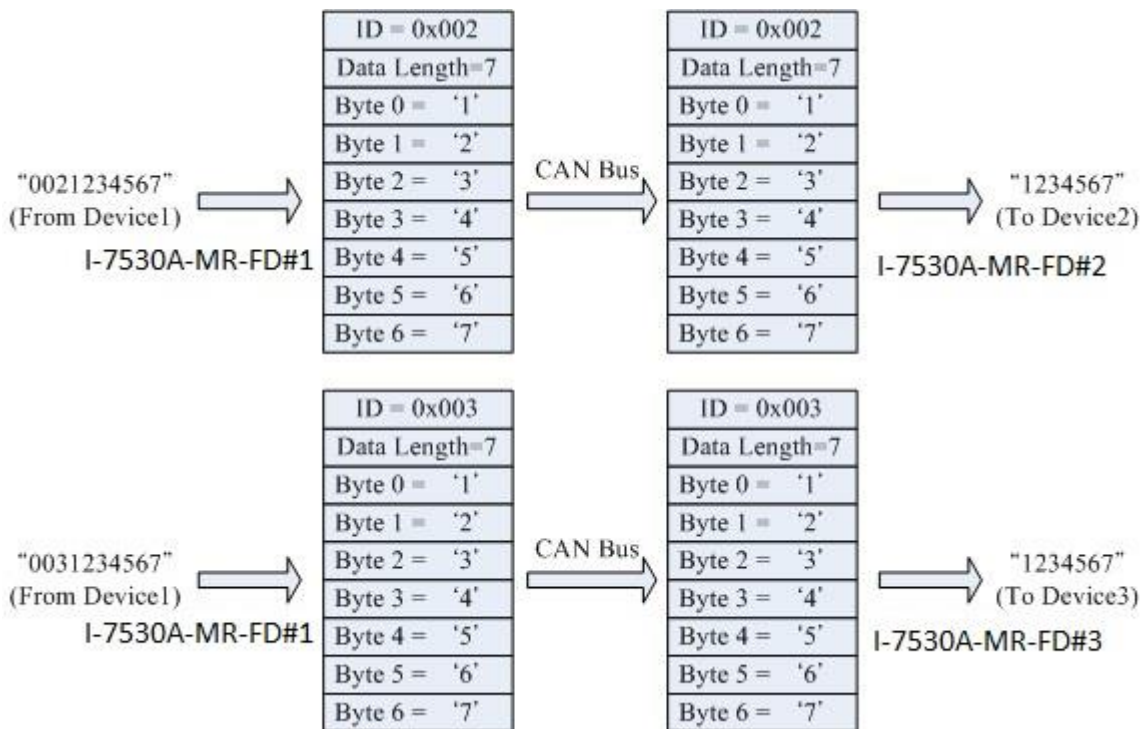 ID = 0x002
Data Length=7
Byte 0 = ‘1’
Byte 1 = ‘2’
Byte 2 = ‘3’
Byte 3 = ‘4’
Byte 4 = ‘5’
Byte 5 = ‘6’
Byte 6 = ‘7’
“0021234567”
(From Device1)
I-7530A-MR-FD#1
CAN Bus
ID = 0x002
Data Length=7
Byte 0 = ‘1’
Byte 1 = ‘2’
Byte 2 = ‘3’
Byte 3 = ‘4’
Byte 4 = ‘5’
Byte 5 = ‘6’
Byte 6 = ‘7’
“1234567”
(To Device2)
I-7530A-MR-FD#2
ID = 0x003
Data Length=7
Byte 0 = ‘1’
Byte 1 = ‘2’
Byte 2 = ‘3’
Byte 3 = ‘4’
Byte 4 = ‘5’
Byte 5 = ‘6’
Byte 6 = ‘7’
“0031234567”
(From Device1)
I-7530A-MR-FD#1
CAN Bus
ID = 0x003
Data Length=7
Byte 0 = ‘1’
Byte 1 = ‘2’
Byte 2 = ‘3’
Byte 3 = ‘4’
Byte 4 = ‘5’
Byte 5 = ‘6’
Byte 6 = ‘7’
“1234567”
(To Device3)
I-7530A-MR-FD#3